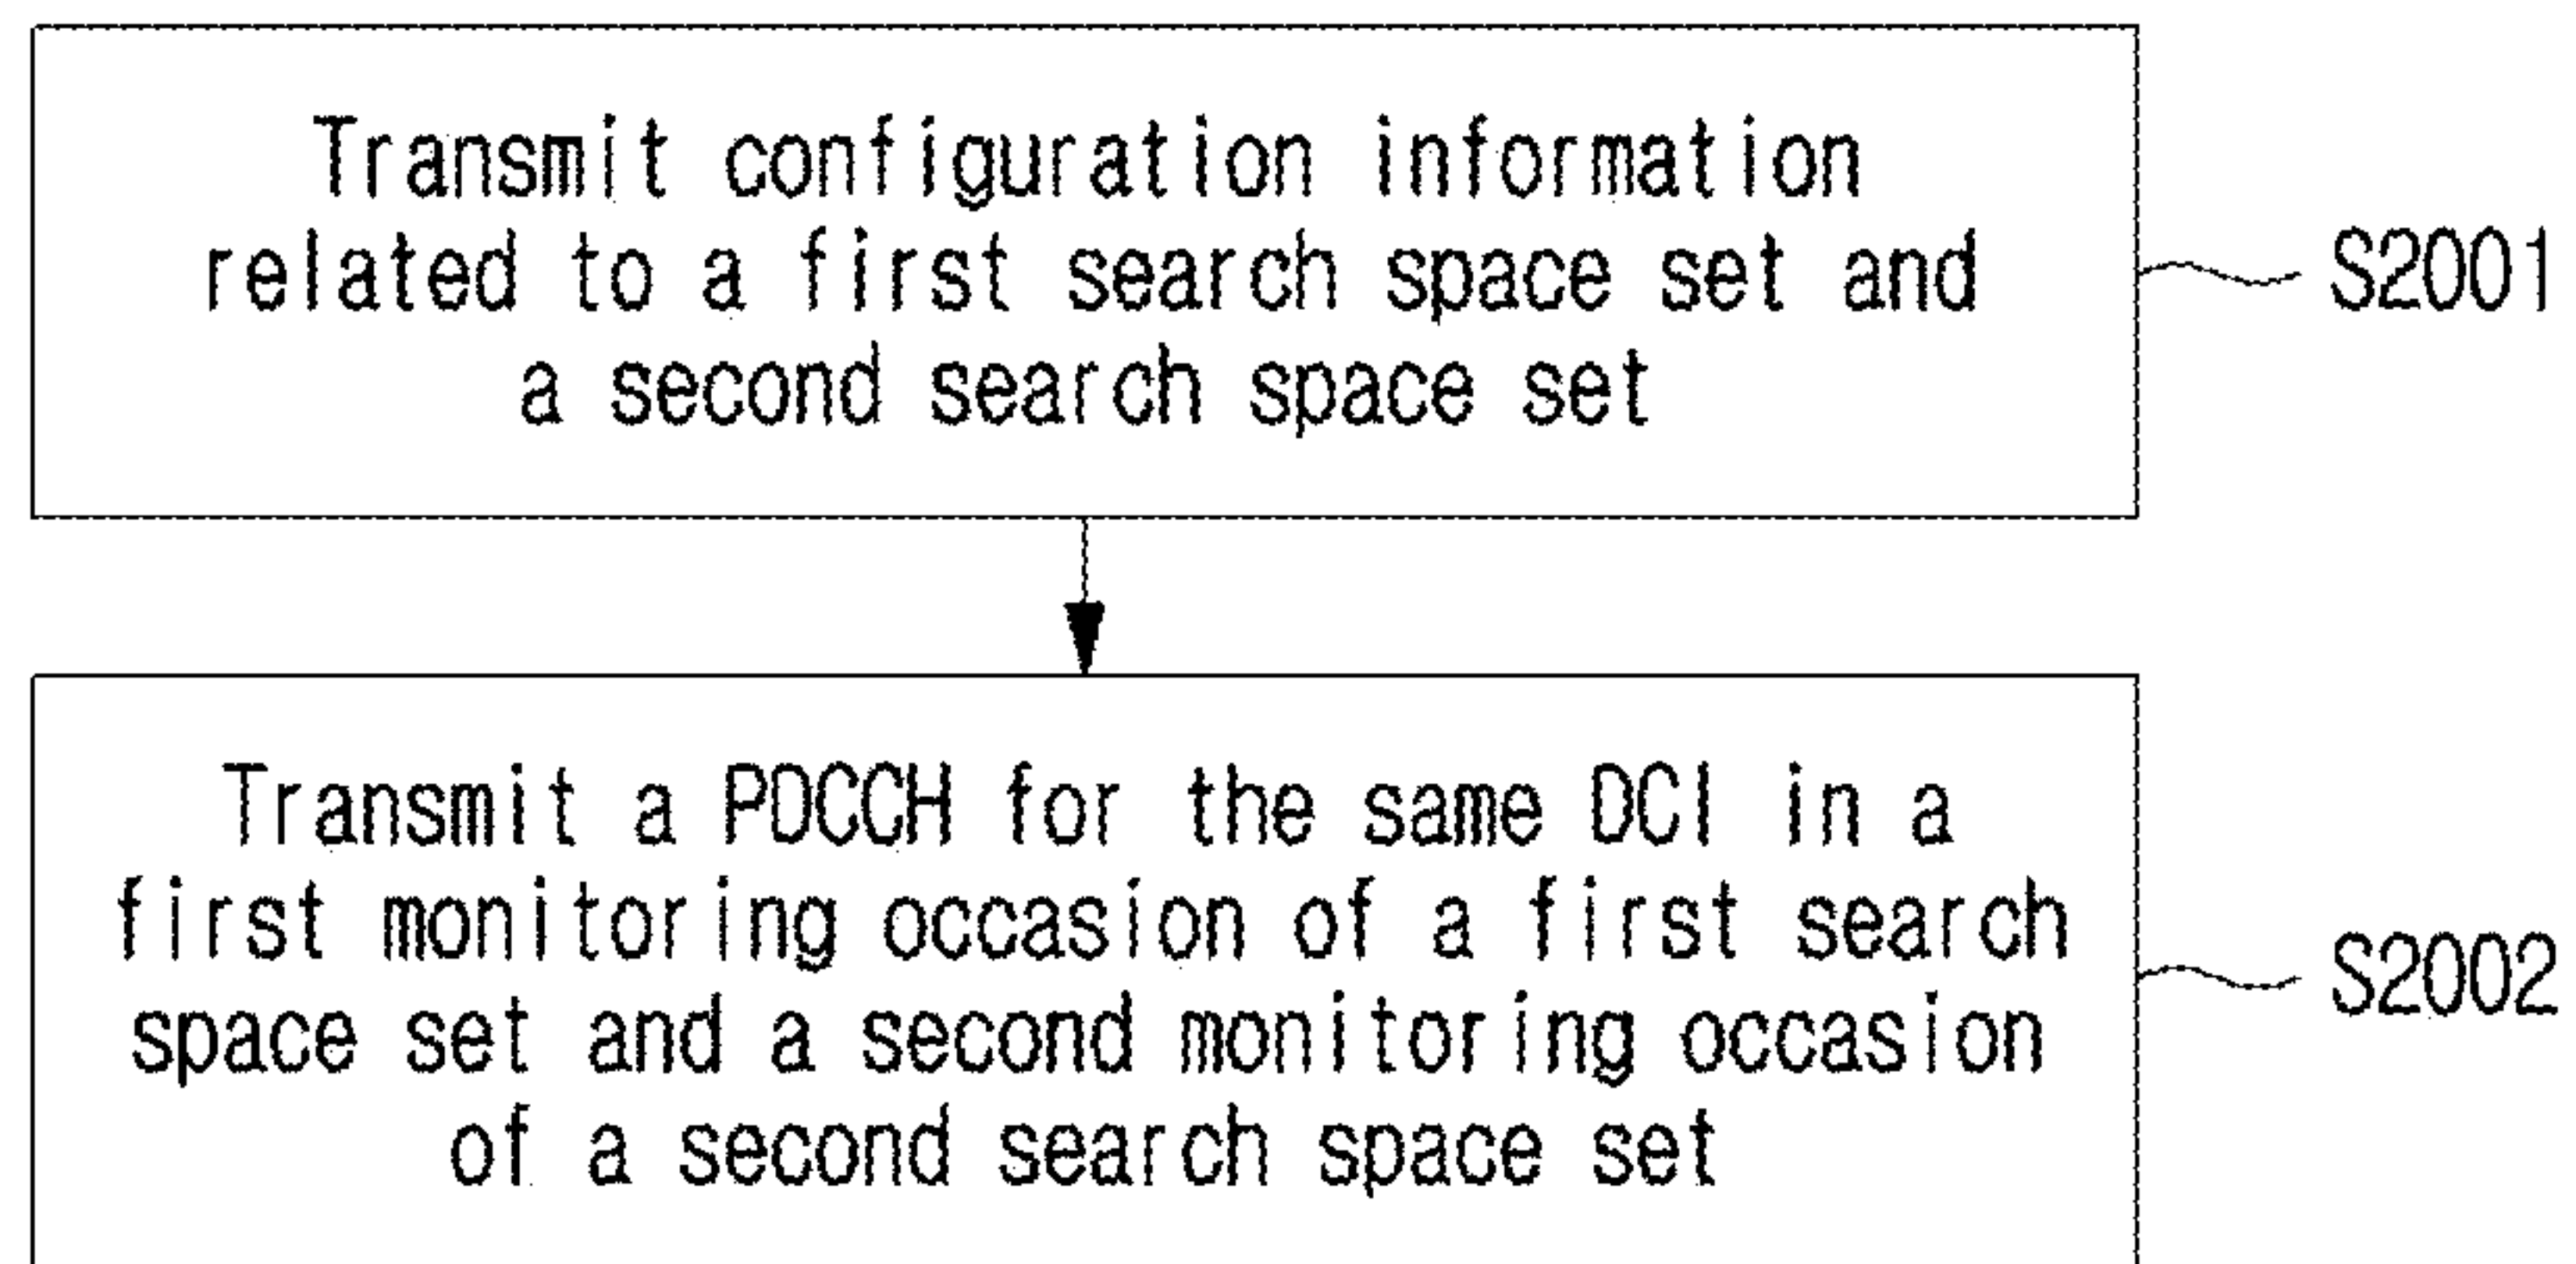 Transmit configuration information
related to a first search space set and
a second search space set
S2001
Transmit a PDCCH for the same DCI in a
first monitoring occasion of a first search
space set and a second monitoring occasion
of a second search space set
S2002